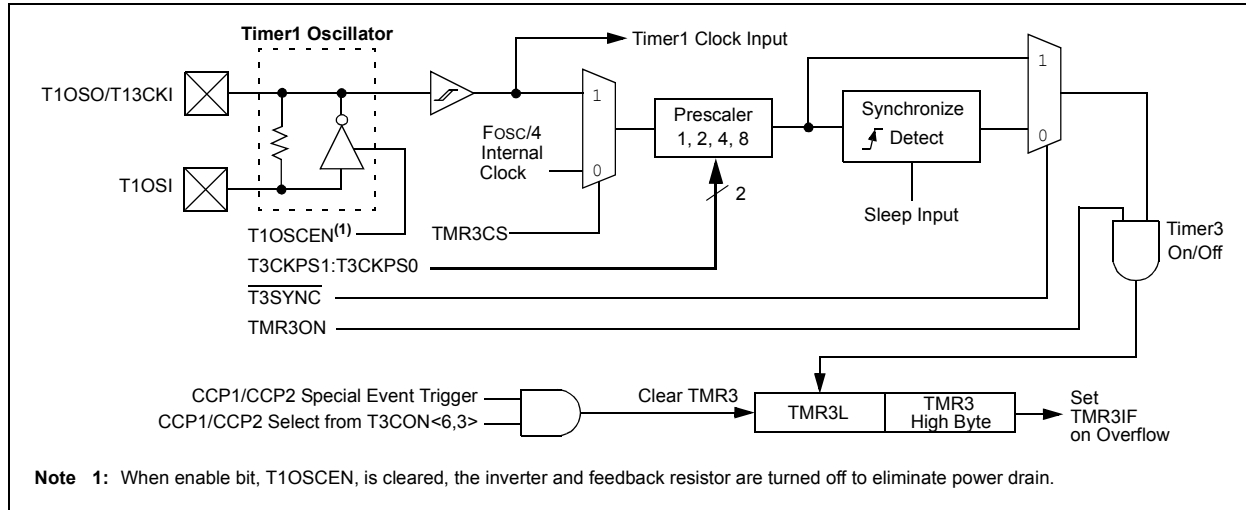 Timer1 Oscillator
Timer1 Clock Input
T1OSO/T13CKI
1
1
FOSC/4
Internal
Clock
0
Prescaler
1, 2, 4, 8
Synchronize
Detect
0
2
T1OSI
Sleep Input
T1OSCEN(1)
TMR3CS
Timer3
On/Off
T3CKPS1:T3CKPS0
T3SYNC
TMR3ON
CCP1/CCP2 Special Event Trigger
CCP1/CCP2 Select from T3CON<6,3>
Clear TMR3
TMR3L
TMR3
High Byte
Set
TMR3IF
on Overflow
Note 1: When enable bit, T1OSCEN, is cleared, the inverter and feedback resistor are turned off to eliminate power drain.